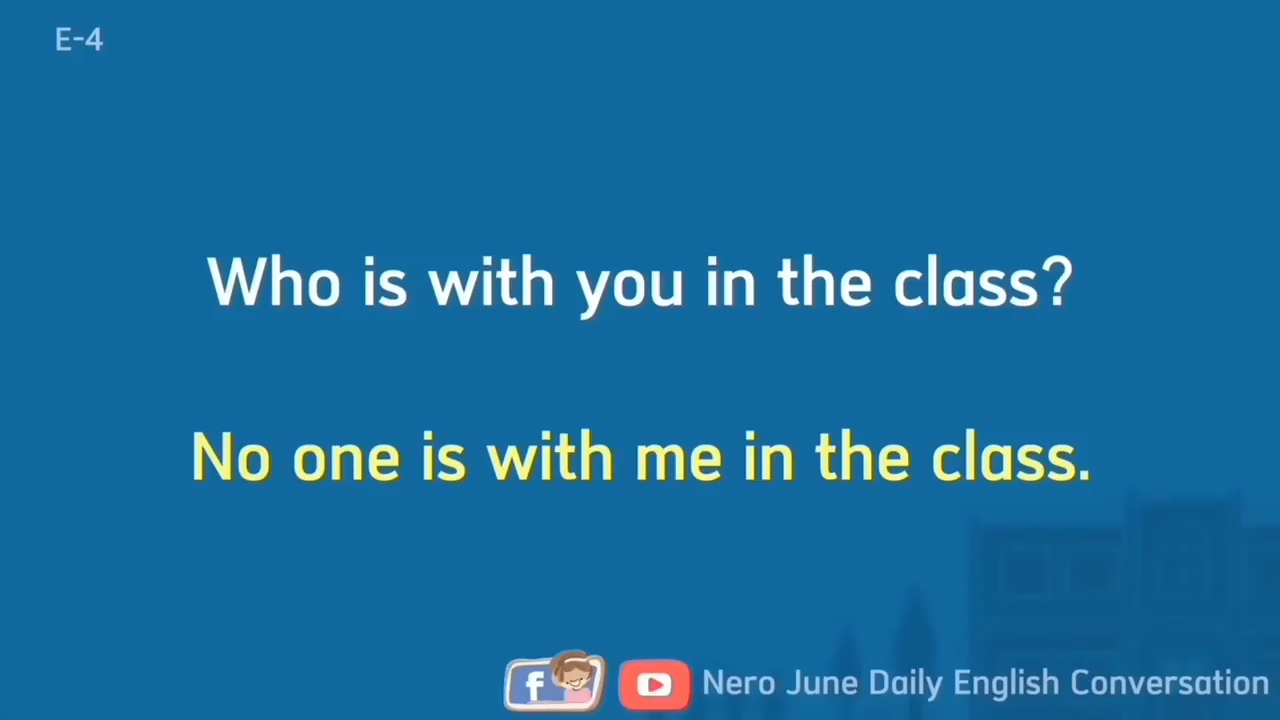 E-4
Who is with you in the class?
No one is with me in the class.
f Nero June Daily English Conversation